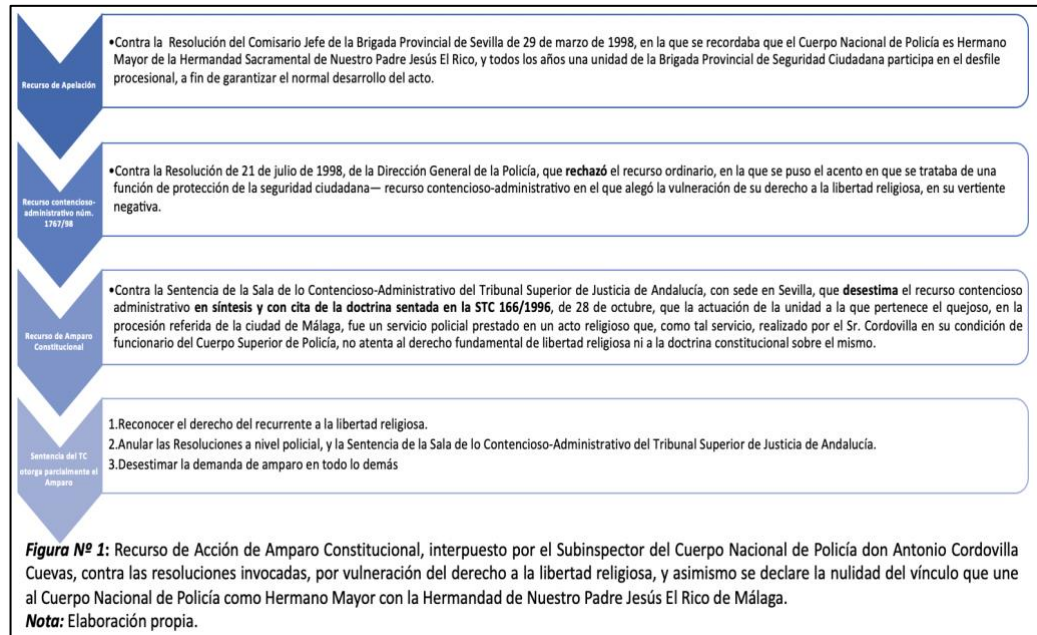 Recurso de Apelación
•Contra la Resolución del Comisario Jefe de la Brigada Provincial de Sevilla de 29 de marzo de 1998, en la que se recordaba que el Cuerpo Nacional de Policía es Hermano
Mayor de la Hermandad Sacramental de Nuestro Padre Jesús El Rico, y todos los años una unidad de la Brigada Provincial de Seguridad Ciudadana participa en el desfile
procesional, a fin de garantizar el normal desarrollo del acto.
Recurso contencioso-
administrativo núm.
1767/98
•Contra la Resolución de 21 de julio de 1998, de la Dirección General de la Policía, que rechazó el recurso ordinario, en la que se puso el acento en que se trataba de una
función de protección de la seguridad ciudadana— recurso contencioso-administrativo en el que alegó la vulneración de su derecho a la libertad religiosa, en su vertiente
negativa.
Recurso de Amparo
Constitucional
•Contra la Sentencia de la Sala de lo Contencioso-Administrativo del Tribunal Superior de Justicia de Andalucía, con sede en Sevilla, que desestima el recurso contencioso
administrativo en síntesis y con cita de la doctrina sentada en la STC 166/1996, de 28 de octubre, que la actuación de la unidad a la que pertenece el quejoso, en la
procesión referida de la ciudad de Málaga, fue un servicio policial prestado en un acto religioso que, como tal servicio, realizado por el Sr. Cordovilla en su condición de
funcionario del Cuerpo Superior de Policía, no atenta al derecho fundamental de libertad religiosa ni a la doctrina constitucional sobre el mismo.
Sentencia del TC
otorga parcialmente el
Amparo
1.Reconocer el derecho del recurrente a la libertad religiosa.
2.Anular las Resoluciones a nivel policial, y la Sentencia de la Sala de lo Contencioso-Administrativo del Tribunal Superior de Justicia de Andalucía.
3.Desestimar la demanda de amparo en todo lo demás
Figura Nº 1: Recurso de Acción de Amparo Constitucional, interpuesto por el Subinspector del Cuerpo Nacional de Policía don Antonio Cordovilla
Cuevas, contra las resoluciones invocadas, por vulneración del derecho a la libertad religiosa, y asimismo se declare la nulidad del vínculo que une
al Cuerpo Nacional de Policía como Hermano Mayor con la Hermandad de Nuestro Padre Jesús El Rico de Málaga.
Nota: Elaboración propia.